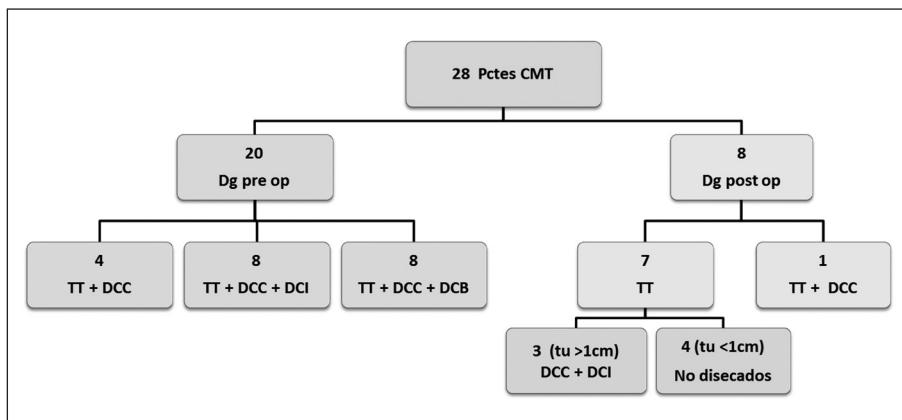 28 Pctes CMT
20
Dg pre op
8
Dg post op
4
TT + DCC
8
TT + DCC + DCI
8
TT + DCC + DCB
7
TT
1
TT + DCC
3 (tu >1cm)
DCC + DCI
4 (tu <1cm)
No disecados